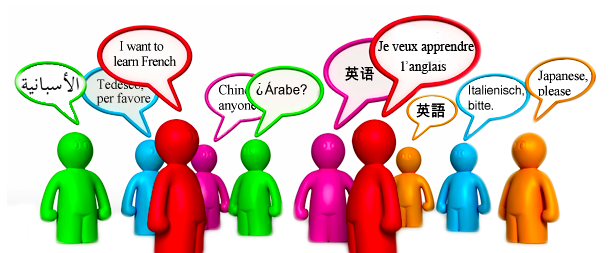 الأسبانية
Tedesco,
per favore
I want to
learn French
anyone
¿Árabe?
英语
Je veux apprendre
l'anglais
英語
Italienisch,
bitte.
Japanese,
please